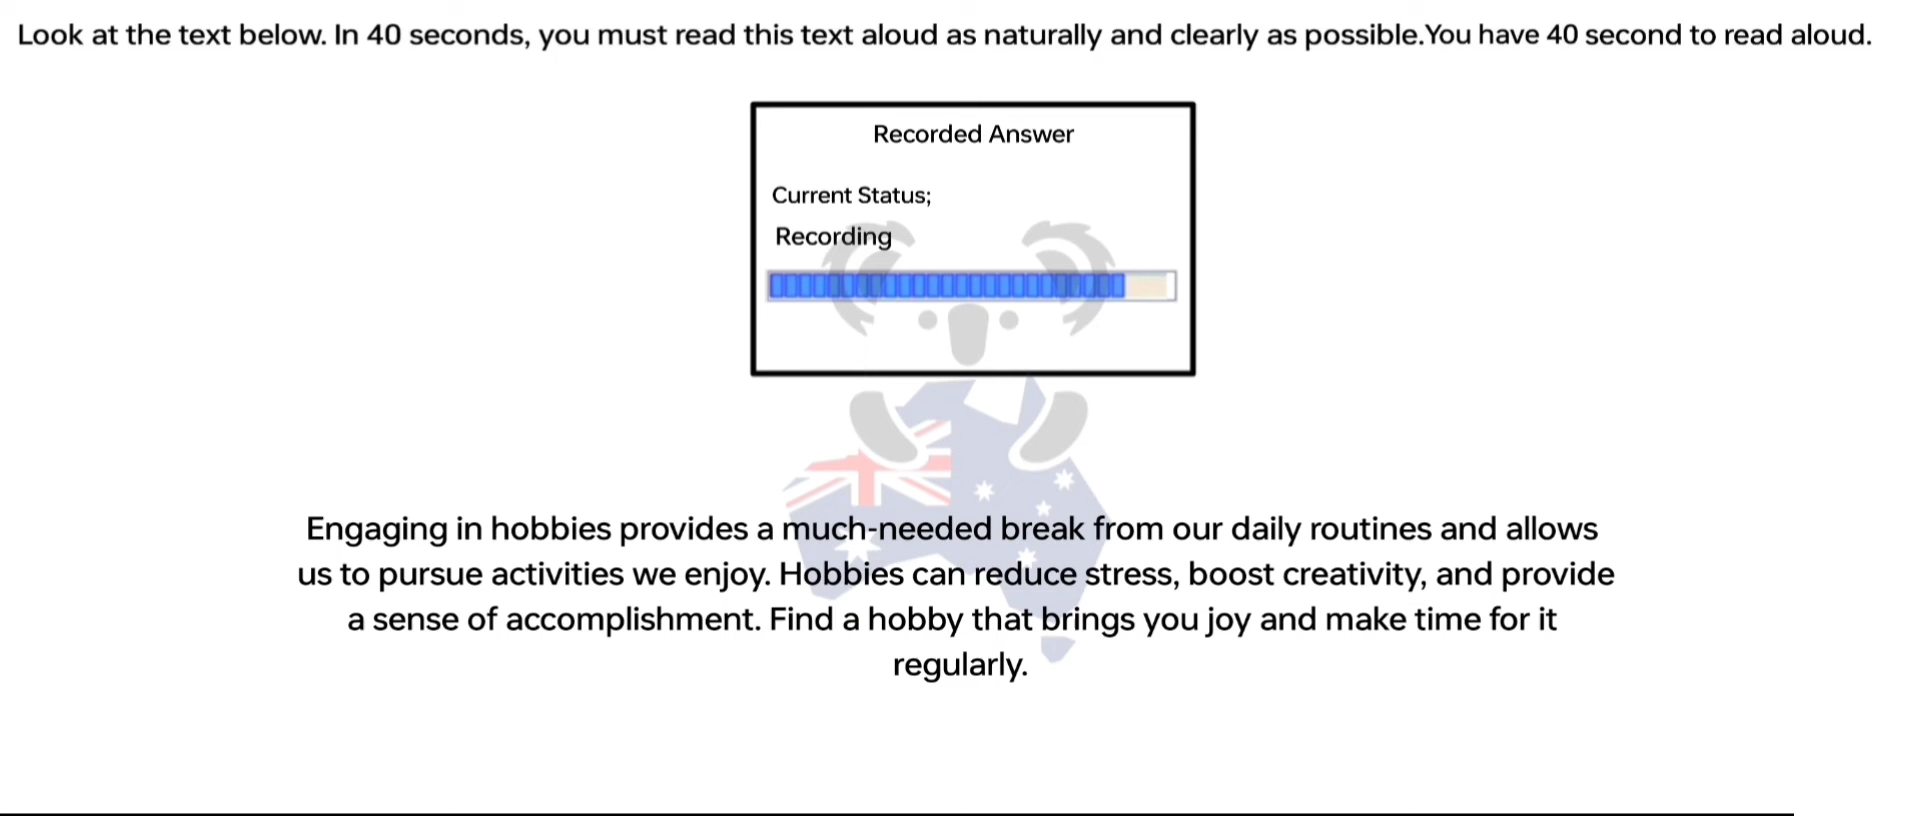 Look at the text below. In 40 seconds, you must read this text aloud as naturally and clearly as possible.You have 40 second to read aloud.
Recorded Answer
Current Status;
Recording
Engaging in hobbies provides a much-needed break from our daily routines and allows
us to pursue activities we enjoy. Hobbies can reduce stress, boost creativity, and provide
a sense of accomplishment. Find a hobby that brings you joy and make time for it
regularly.